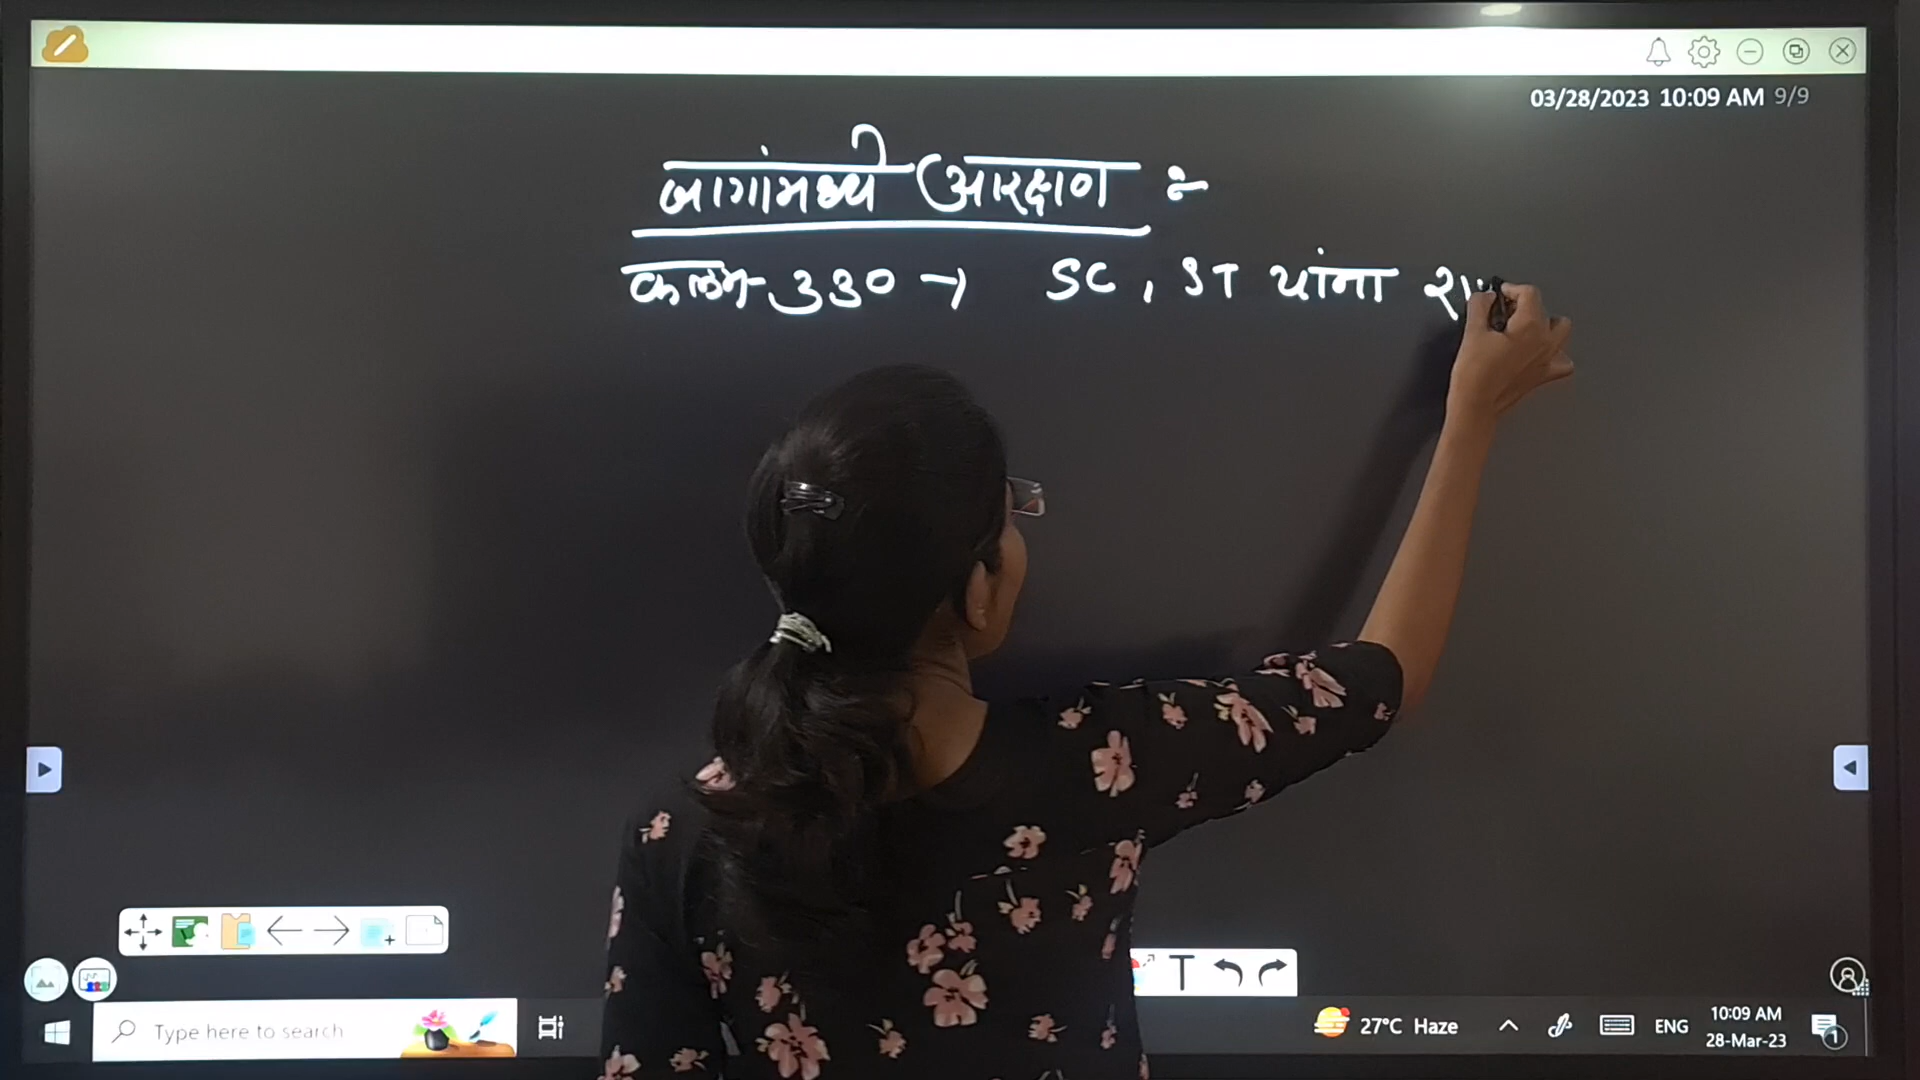 03/28/2023 10:09 AM 9/9
जागांमध्ये आरक्षण :-
कलम-330 → SC, ST यांना
T
Type here to search
27°C Haze
ENG
10:09 AM
28-Mar-23
1